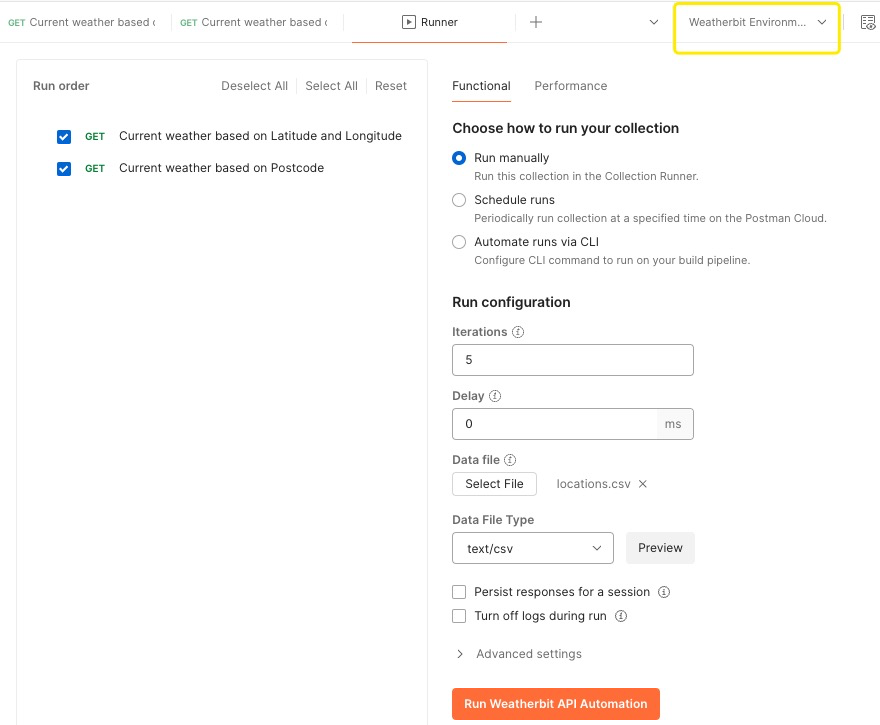 GET Current weather based c GET Current weather based c Runner Weatherbit Environm...
Run order Deselect All Select All Reset
GET Current weather based on Latitude and Longitude
GET Current weather based on Postcode
Functional Performance
Choose how to run your collection
Run manually
Run this collection in the Collection Runner.
Schedule runs
Periodically run collection at a specified time on the Postman Cloud.
Automate runs via CLI
Configure CLI command to run on your build pipeline.
Run configuration
Iterations
5
Delay
0 ms
Data file
Select File locations.csv
Data File Type
text/csv Preview
Persist responses for a session
Turn off logs during run
Advanced settings
Run Weatherbit API Automation